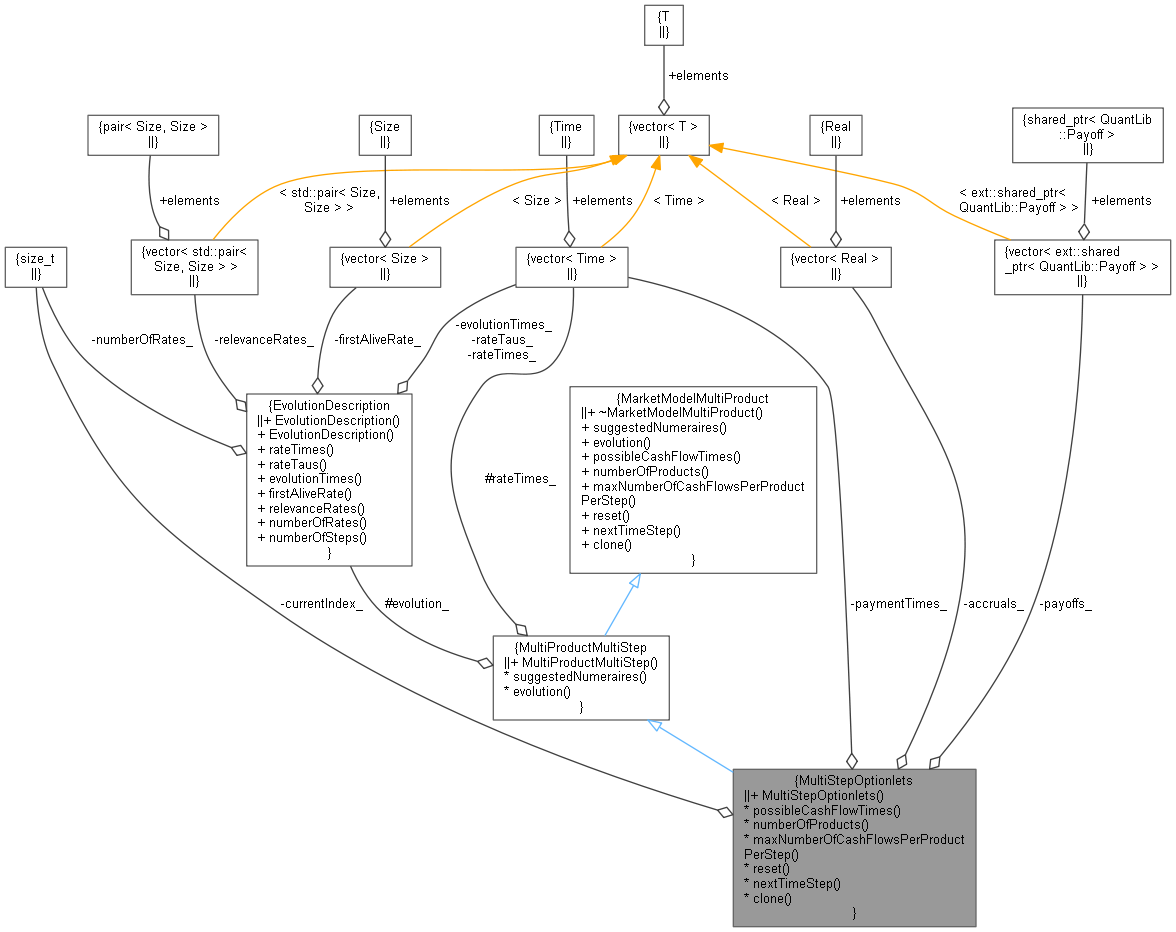 {T
||}
+elements
{pair< Size, Size >
||}
{Size
||}
{Time
||}
{vector< T >
||}
{Real
||}
{shared_ptr< QuantLib
::Payoff >
||}
+elements
< std::pair< Size,
Size > >
+elements
< Size >
+elements
< Time >
< Real >
+elements
< ext::shared_ptr<
QuantLib::Payoff > >
+elements
{size_t
||}
{vector< std::pair<
Size, Size > >
||}
{vector< Size >
||}
{vector< Time >
||}
{vector< Real >
||}
{vector< ext::shared
_ptr< QuantLib::Payoff > >
||}
-numberOfRates_
-relevanceRates_
-firstAliveRate_
-evolutionTimes_
-rateTaus_
-rateTimes_
{EvolutionDescription
||+ EvolutionDescription()
+ EvolutionDescription()
+ rateTimes()
+ rateTaus()
+ evolutionTimes()
+ firstAliveRate()
+ relevanceRates()
+ numberOfRates()
+ numberOfSteps()
}
#rateTimes_
{MarketModelMultiProduct
||+ ~MarketModelMultiProduct()
+ suggestedNumeraires()
+ evolution()
+ possibleCashFlowTimes()
+ numberOfProducts()
+ maxNumberOfCashFlowsPerProduct
PerStep()
+ reset()
+ nextTimeStep()
+ clone()
}
-currentIndex_
#evolution_
-paymentTimes_
-accruals_
-payoffs_
{MultiProductMultiStep
||+ MultiProductMultiStep()
* suggestedNumeraires()
* evolution()
}
{MultiStepOptionlets
||+ MultiStepOptionlets()
* possibleCashFlowTimes()
* numberOfProducts()
* maxNumberOfCashFlowsPerProduct
PerStep()
* reset()
* nextTimeStep()
* clone()
}